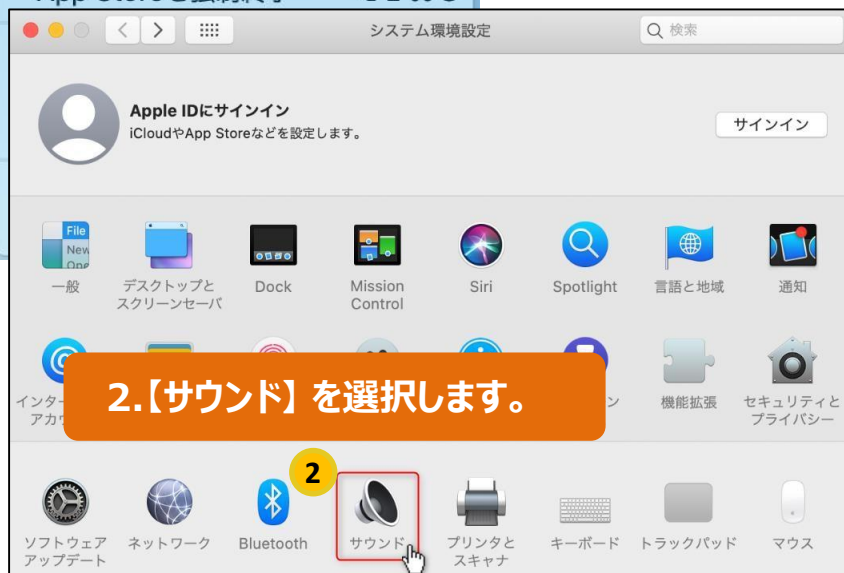 システム環境設定
検索
Apple IDにサインイン
iCloudやApp Storeなどを設定します。
サインイン
File
New
一般
デスクトップと
スクリーンセーバ
Dock
Mission
Control
Siri
Spotlight
言語と地域
通知
2.【サウンド】 を選択します。
機能拡張
セキュリティと
プライバシー
2
ソフトウェア
アップデート
ネットワーク
Bluetooth
サウンド
プリンタと
スキャナ
キーボード
トラックパッド
マウス